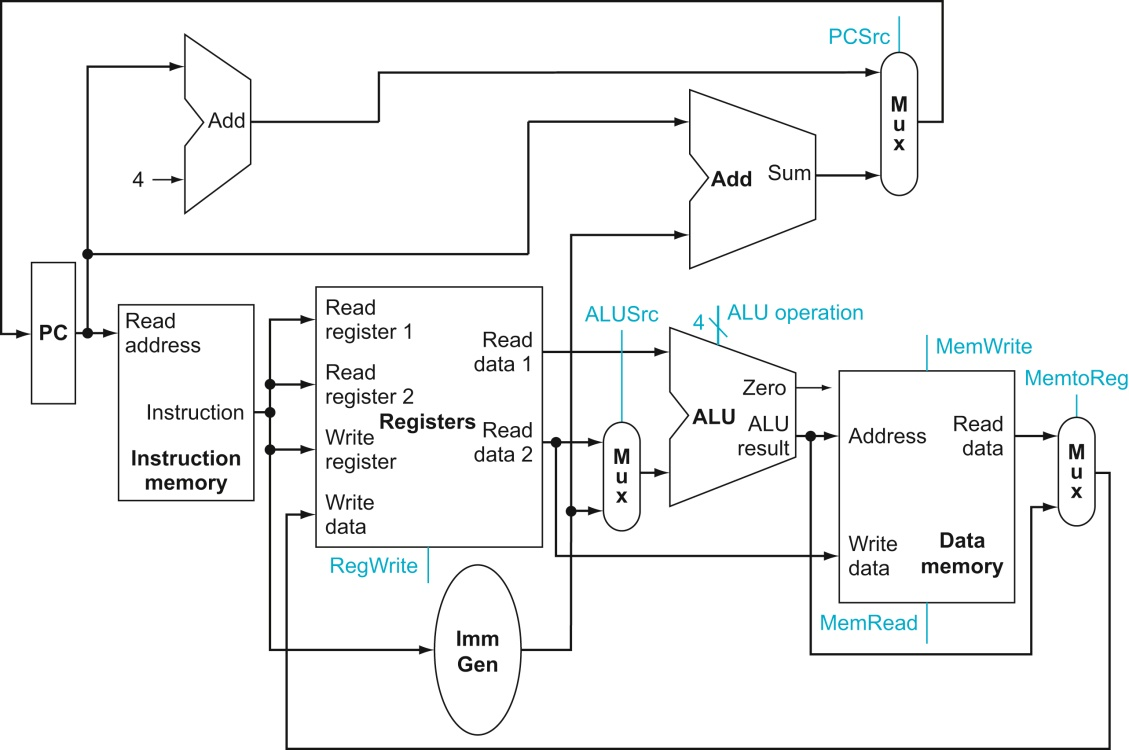 PCSrc
M
u
x
Add
4
Add
Sum
PC
Read
address
Instruction
Instruction
memory
Read
register 1
Read
register 2
Write
register
Write
data
Registers
Read
data 1
Read
data 2
RegWrite
Imm
Gen
ALUSrc
M
u
x
4
ALU operation
Zero
ALU
ALU
result
MemWrite
Address
Read
data
Write
data
Data
memory
MemRead
MemtoReg
M
u
x